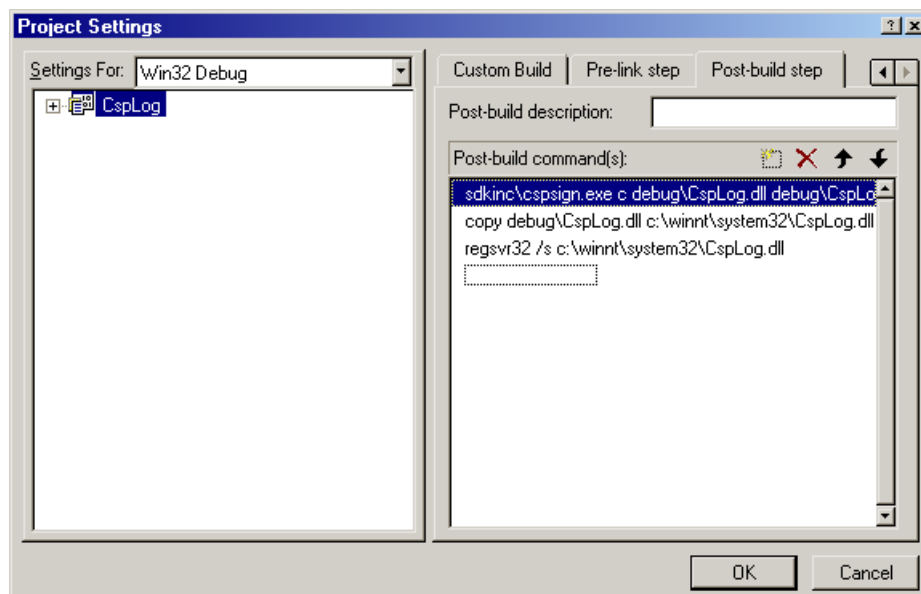 Project Settings
Settings For: Win32 Debug
CspLog
Custom Build Pre-link step Post-build step
Post-build description:
Post-build command(s):
sdkinc\cspsign.exe c debug\CspLog.dll debug\CspLo
copy debug\CspLog.dll c:\winnt\system32\CspLog.dll
regsvr32 /s c:\winnt\system32\CspLog.dll
OK Cancel